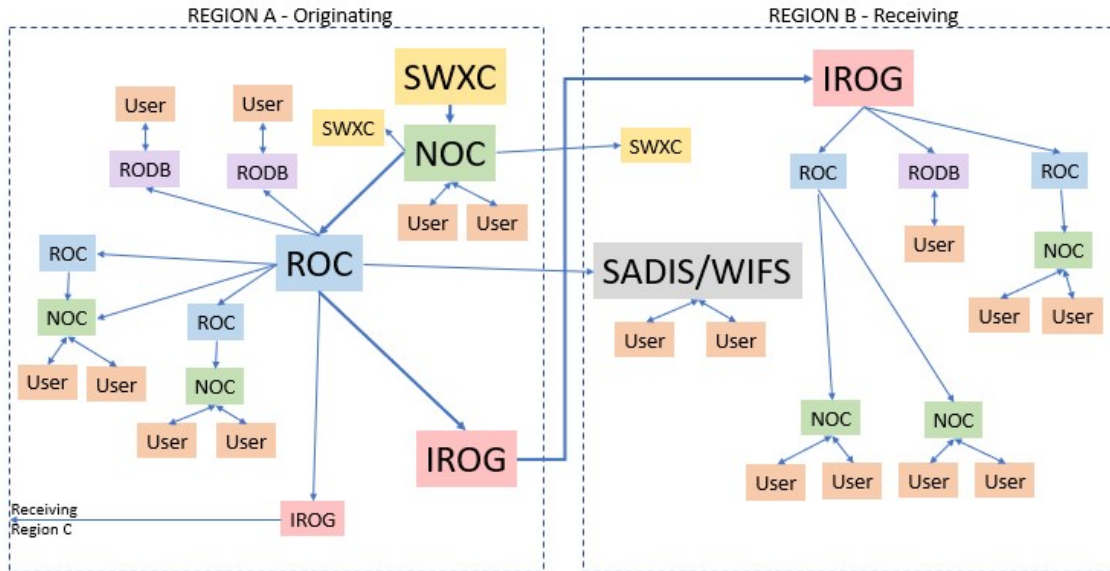 REGION A - Originating
REGION B - Receiving
SWXC
IROG
User
User
SWXC
NOC
SWXC
RODB
RODB
ROC
RODB
ROC
User
User
ROC
ROC
SADIS/WIFS
User
NOC
NOC
ROC
User
User
User
User
User
User
NOC
User
User
NOC
NOC
IROG
User
User
User
User
User
User
Receiving
Region C
IROG